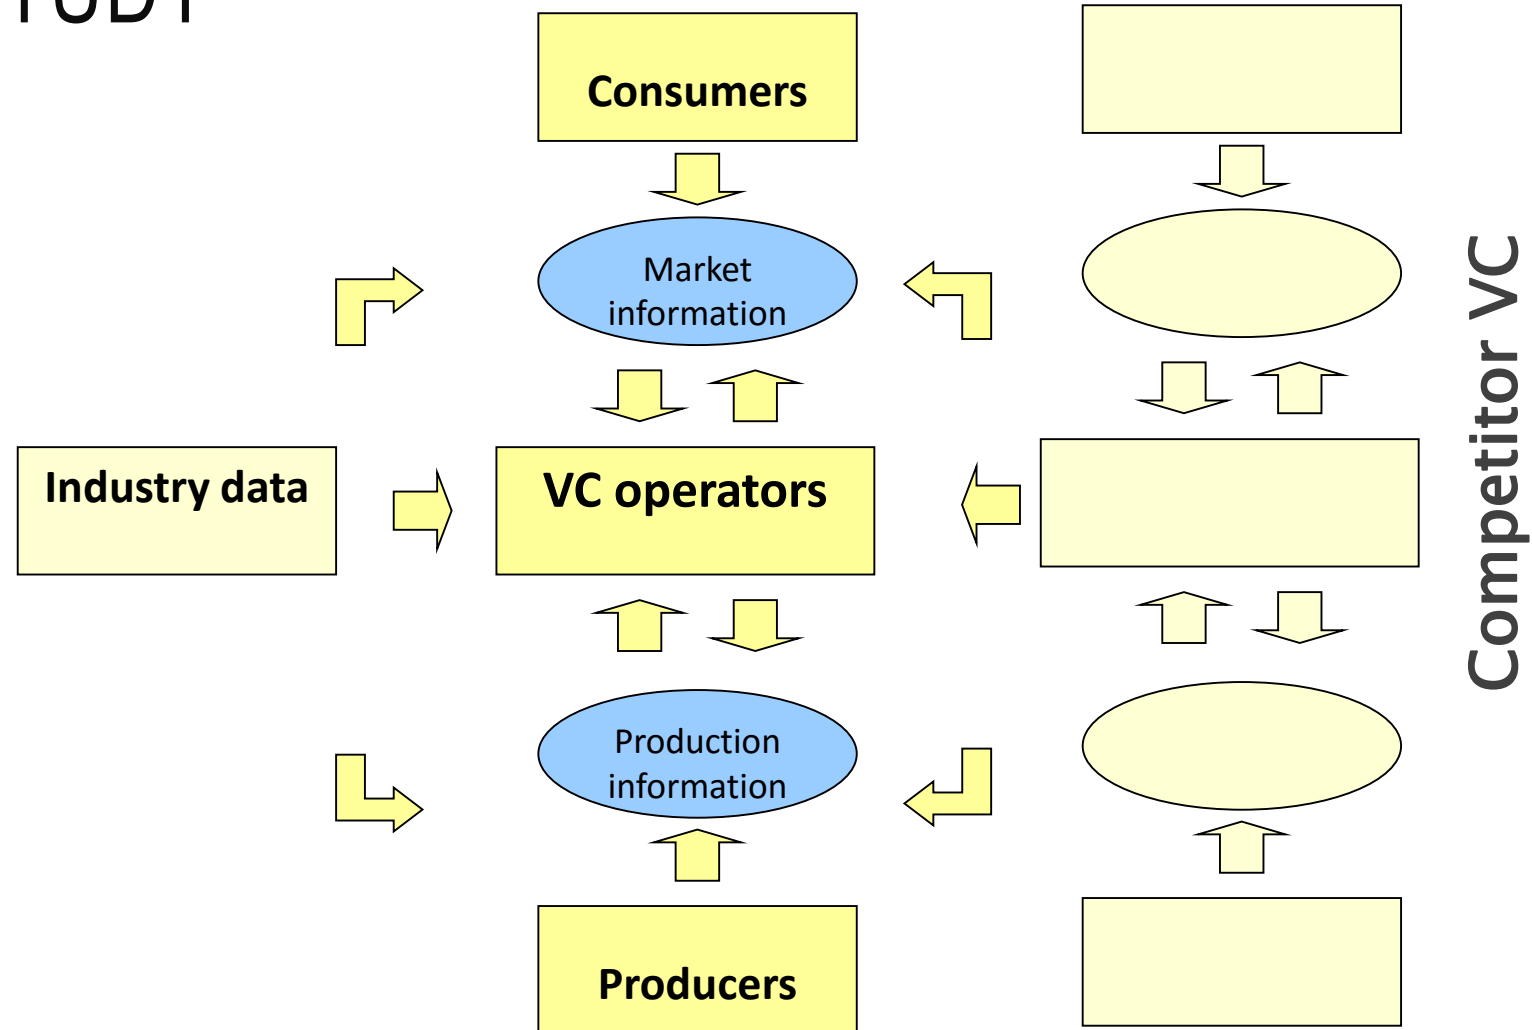 Consumers
Market
information
Industry data
VC operators
Competitor VC
Production
information
Producers